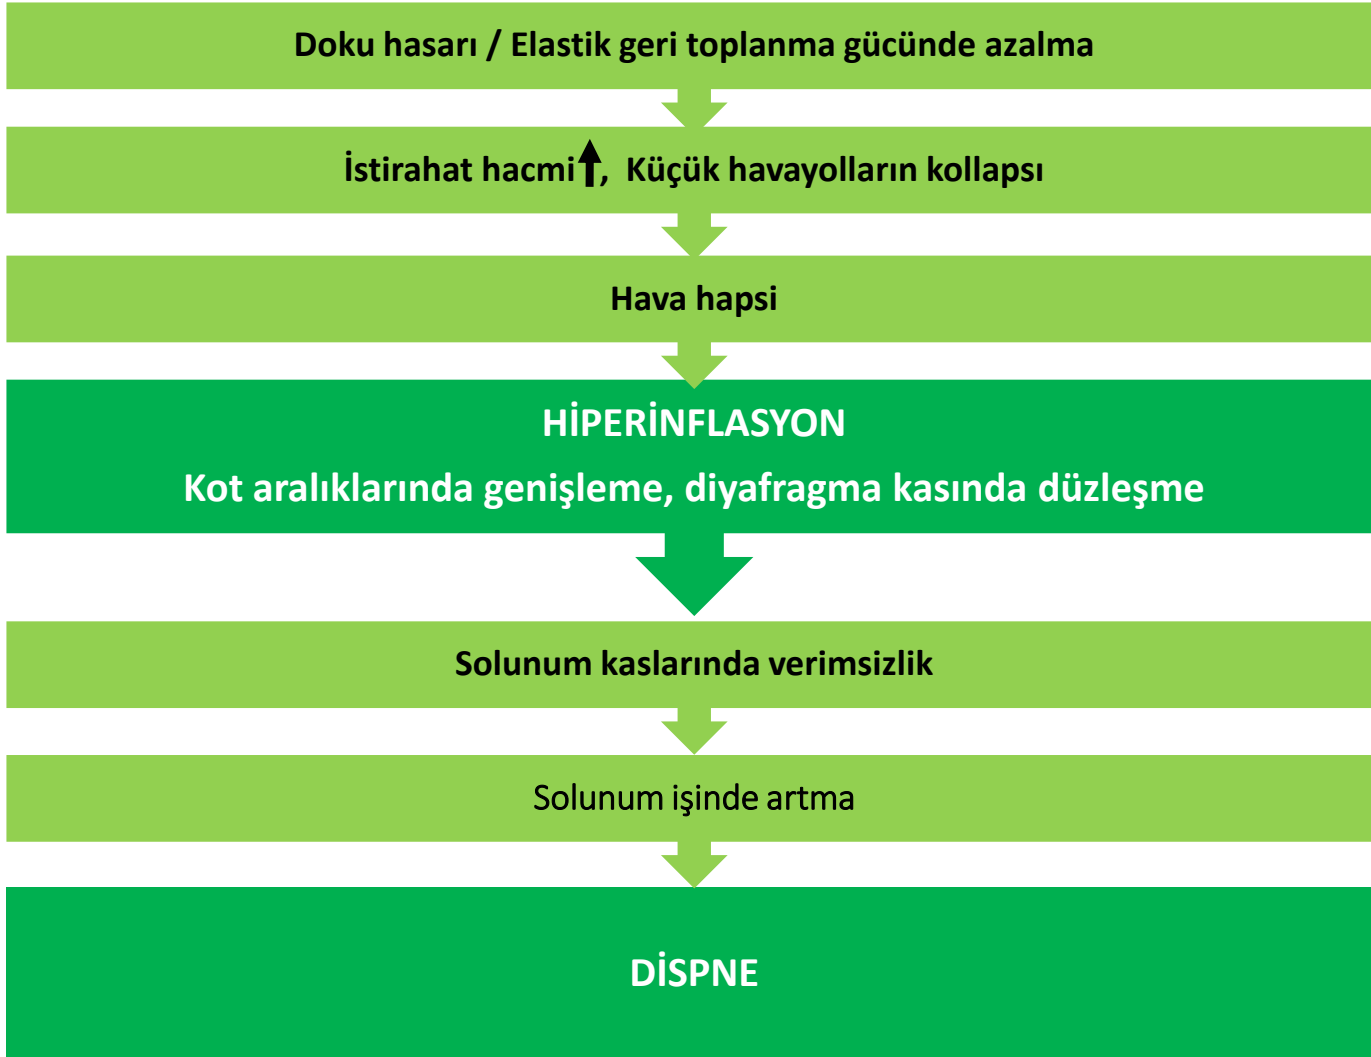 Doku hasarı / Elastik geri toplanma gücünde azalma
İstirahat hacmi , Küçük havayolların kollapsı
Hava hapsi
HİPERİNFLASYON
Kot aralıklarında genişleme, diyafragma kasında düzleşme
Solunum kaslarında verimsizlik
Solunum işinde artma
DİSPNE